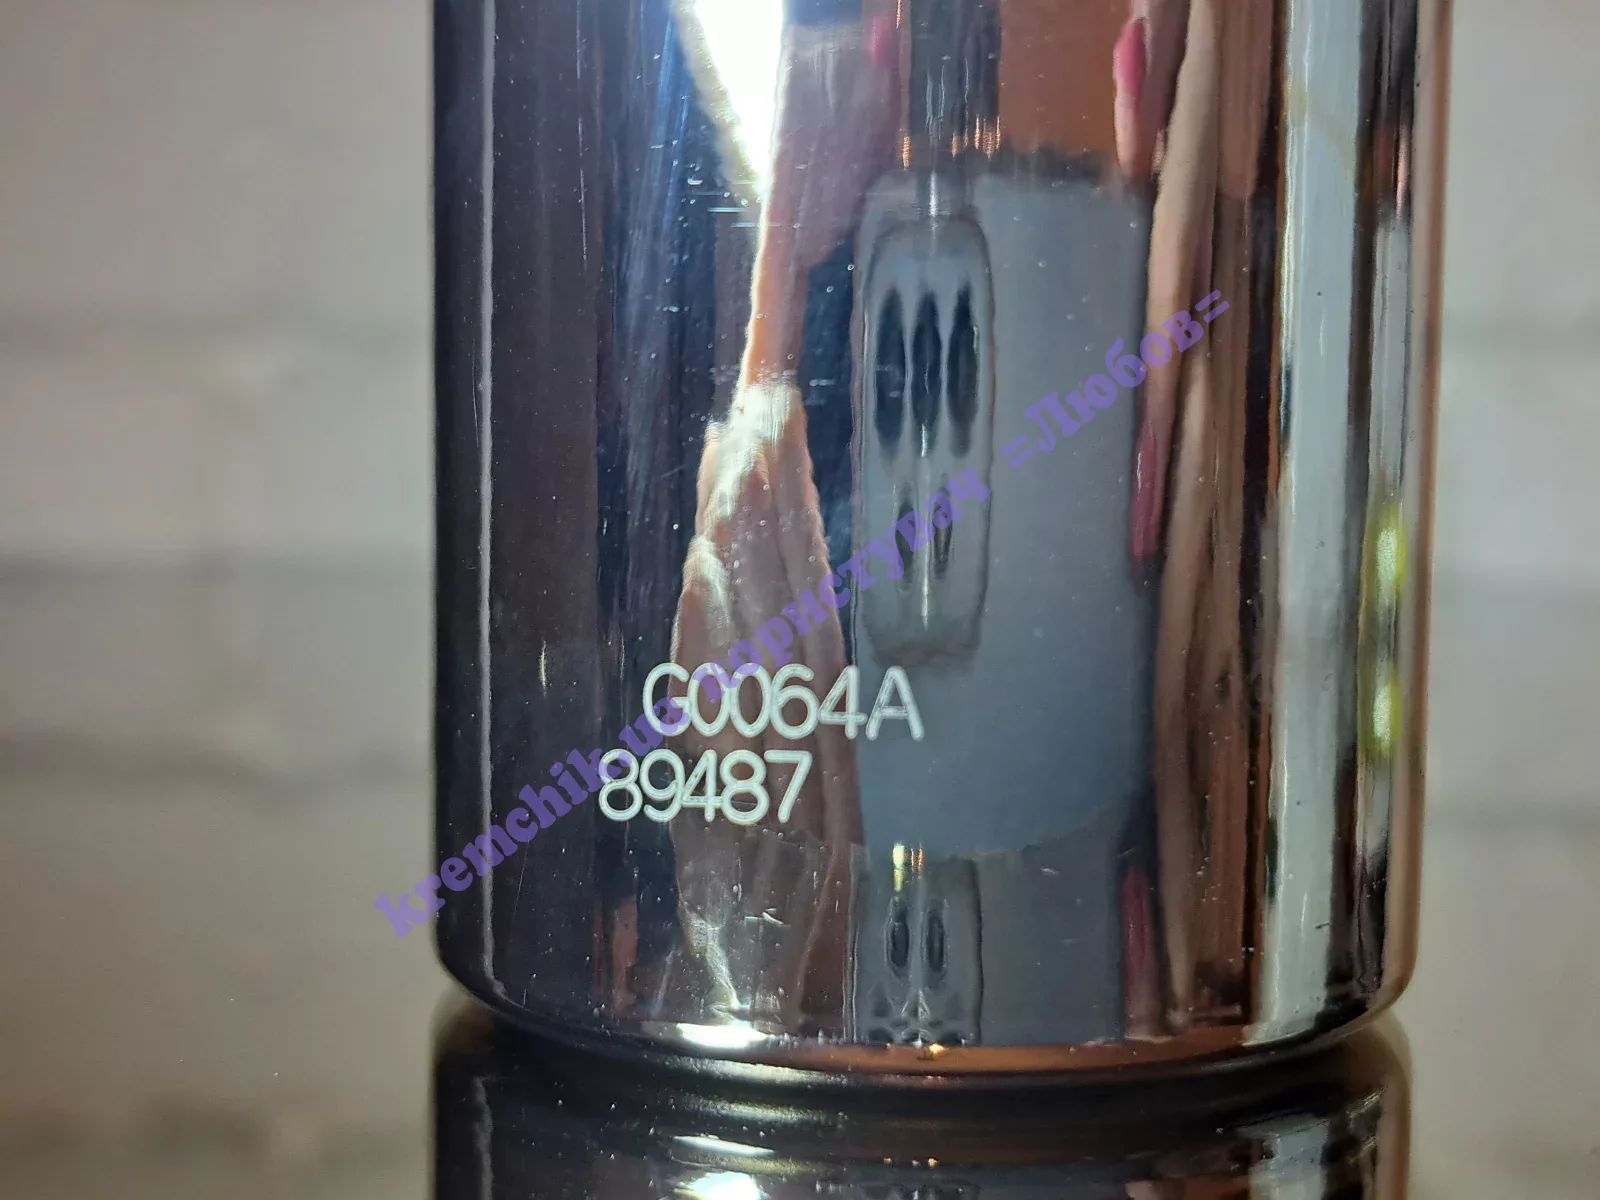 G0064A
89487
kremchik.ua користувач =Любов=